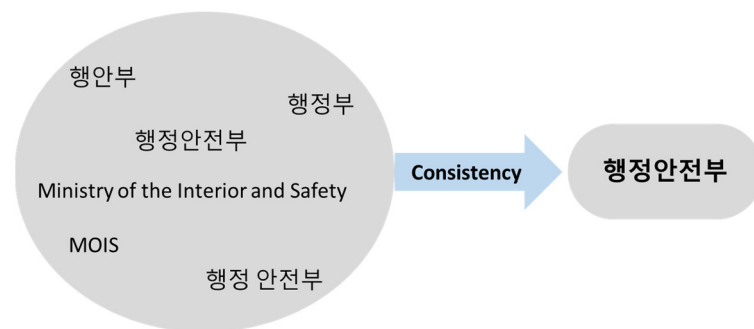 행안부
행정부
행정안전부
Ministry of the Interior and Safety
MOIS
행정 안전부
Consistency
행정안전부